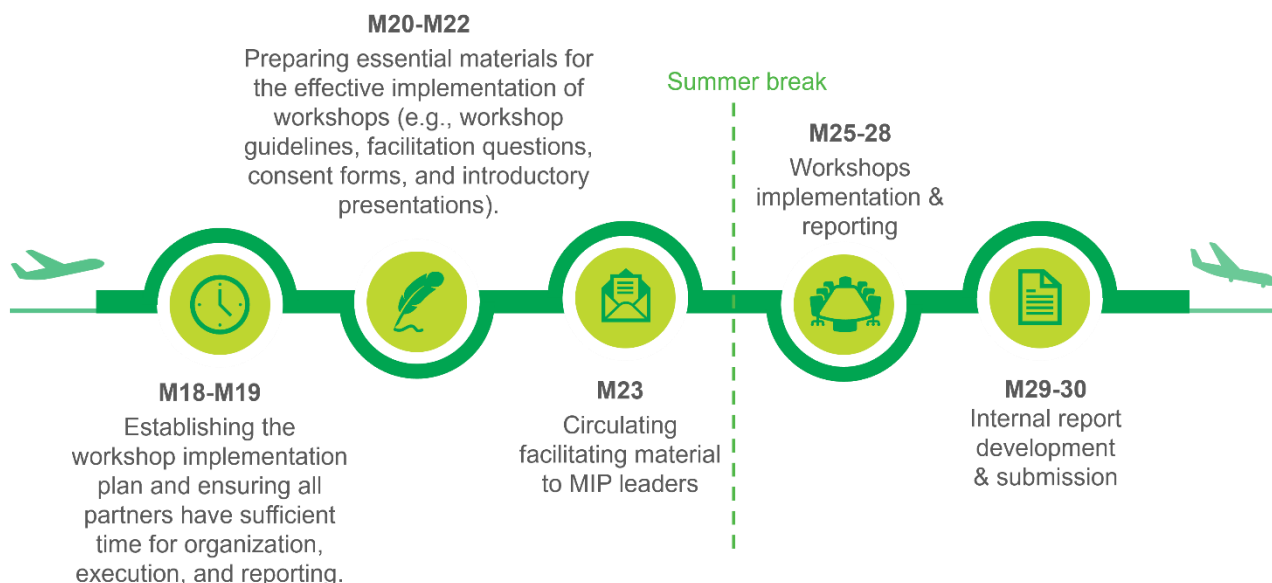 M20-M22
Preparing essential materials for
the effective implementation of
workshops (e.g., workshop
guidelines, facilitation questions,
consent forms, and introductory
presentations).
Summer break
M25-28
Workshops
implementation &
reporting
M18-M19
Establishing the
workshop implementation
plan and ensuring all
partners have sufficient
time for organization,
execution, and reporting.
M23
Circulating
facilitating material
to MIP leaders
M29-30
Internal report
development
& submission